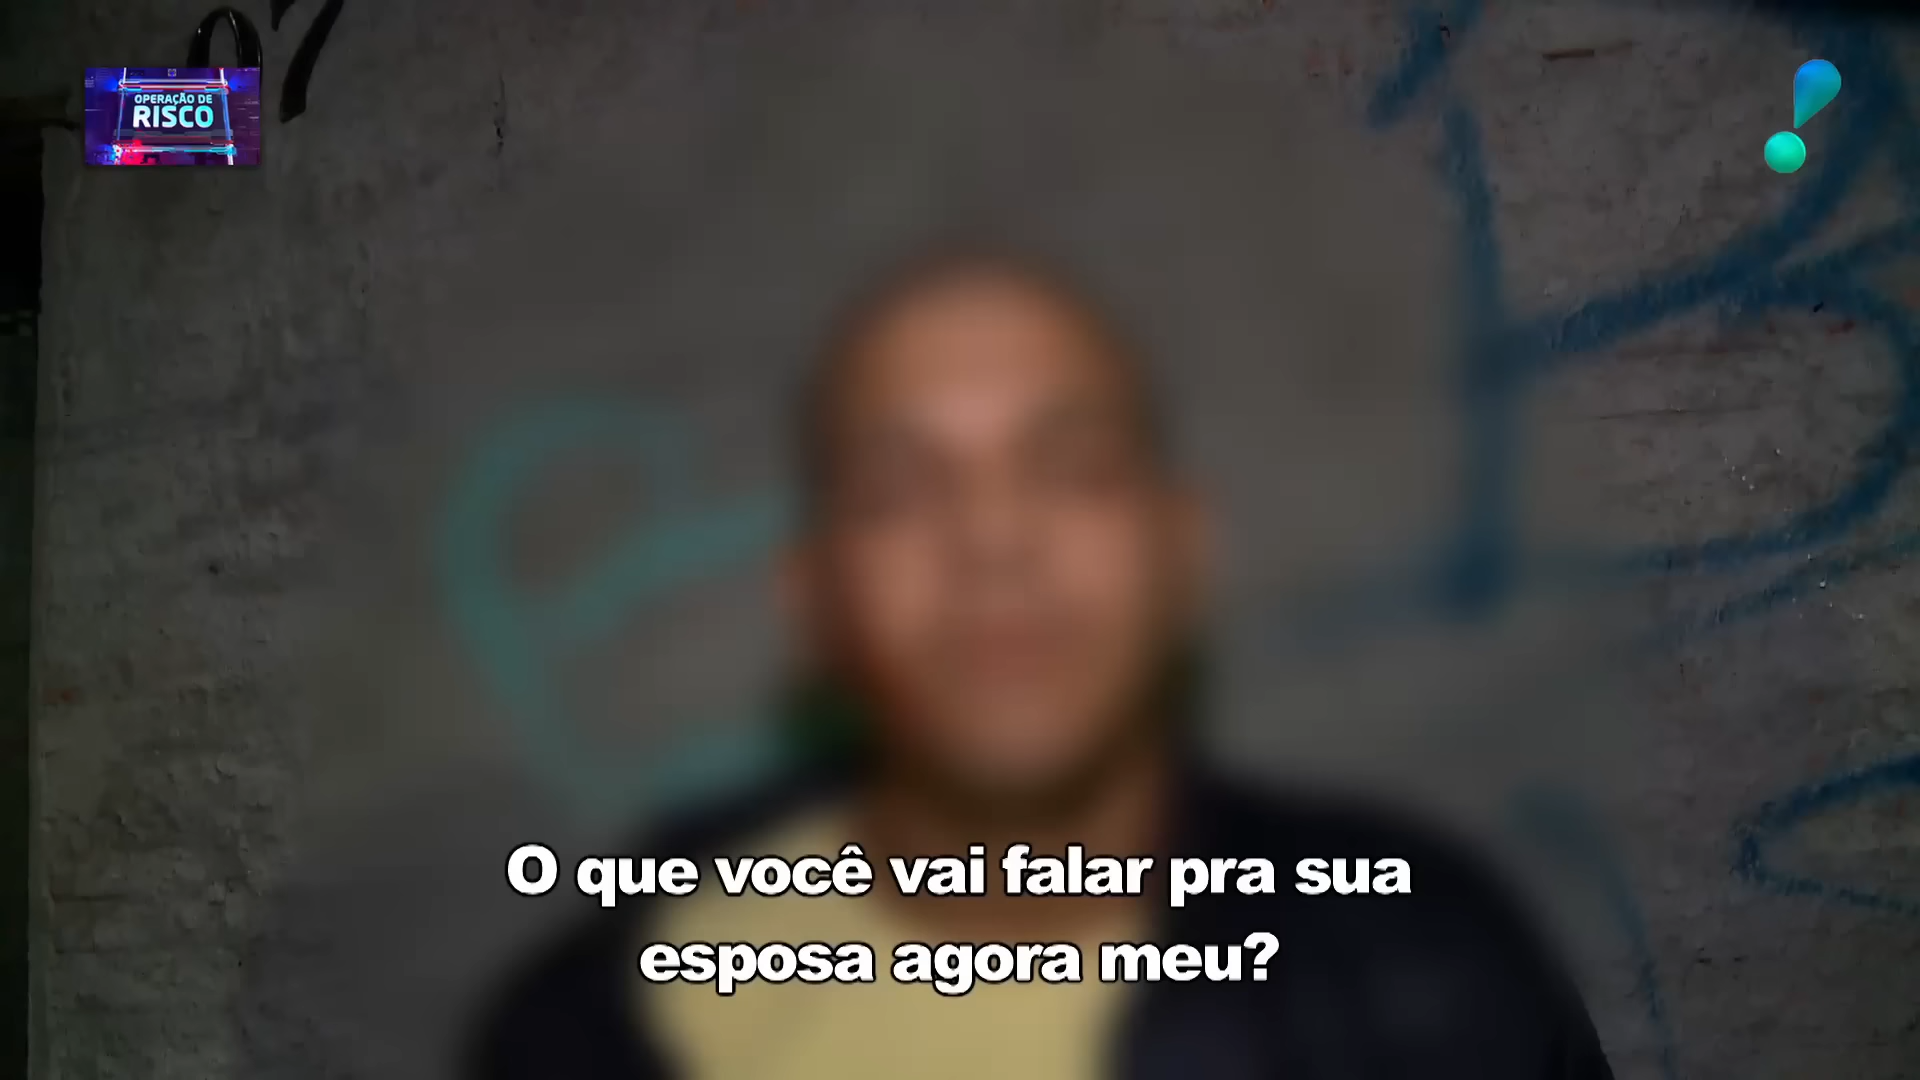 OPERAÇÃO DE
RISCO
O que você vai falar pra sua
esposa agora meu?